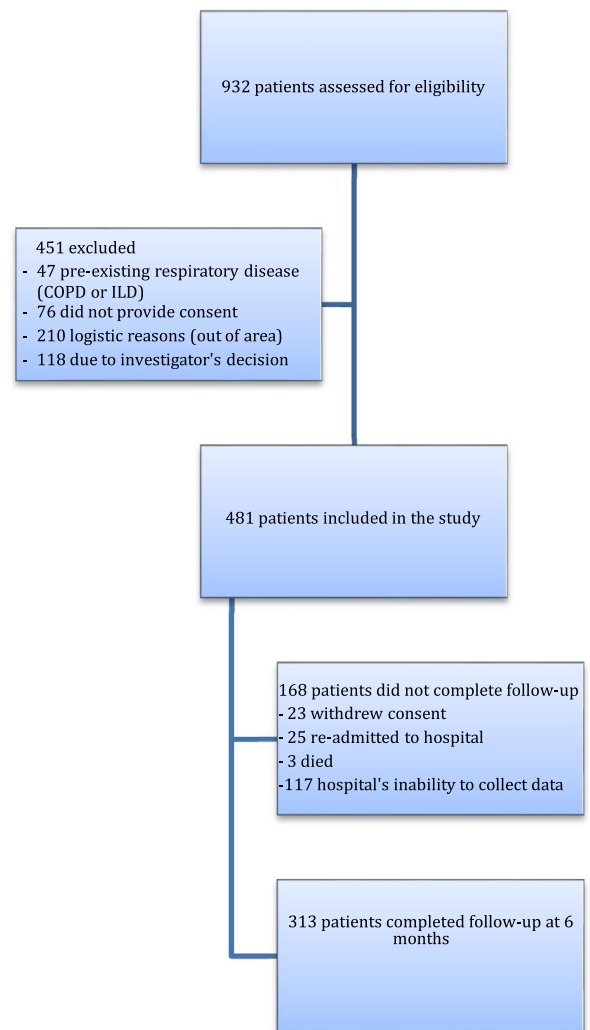 932 patients assessed for eligibility
451 excluded
- 47 pre-existing respiratory disease
(COPD or ILD)
- 76 did not provide consent
- 210 logistic reasons (out of area)
- 118 due to investigator's decision
481 patients included in the study
168 patients did not complete follow-up
- 23 withdrew consent
- 25 re-admitted to hospital
- 3 died
-117 hospital's inability to collect data
313 patients completed follow-up at 6
months